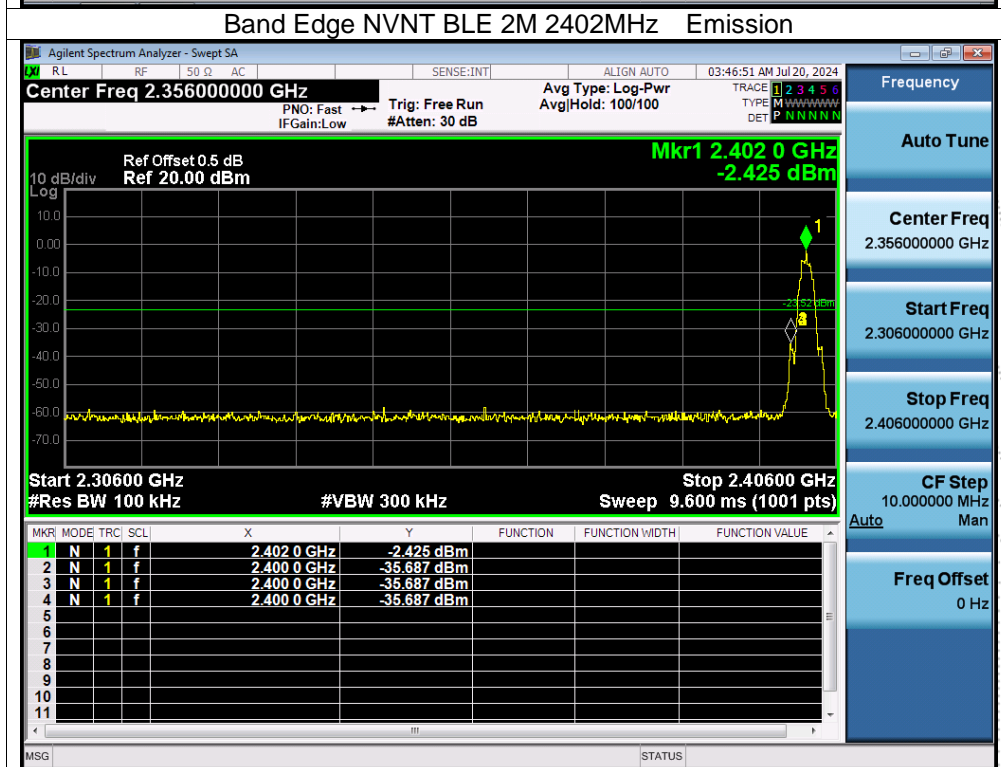 Band Edge NVNT BLE 2M 2402MHz Emission
Agilent Spectrum Analyzer - Swept SA
LXI RL RF 50 Ω AC SENSE:INT ALIGN AUTO 03:46:51 AM Jul 20, 2024
Center Freq 2.356000000 GHz
PNO: Fast
IFGain:Low
Trig: Free Run
#Atten: 30 dB
Avg Type: Log-Pwr
Avg|Hold: 100/100
TRACE 1 2 3 4 5 6
TYPE M WWWWW
DET P N N N N N
Mkr1 2.402 0 GHz
-2.425 dBm
Ref Offset 0.5 dB
10 dB/div Ref 20.00 dBm
Log
10.0
0.00
-10.0
-20.0
-30.0
-40.0
-50.0
-60.0
-70.0
1
-23.52 dBm
Start 2.30600 GHz Stop 2.40600 GHz
#Res BW 100 kHz #VBW 300 kHz Sweep 9.600 ms (1001 pts)
MKR MODE TRC SCL X Y FUNCTION FUNCTION WIDTH FUNCTION VALUE
1 N 1 f 2.402 0 GHz -2.425 dBm
2 N 1 f 2.400 0 GHz -35.687 dBm
3 N 1 f 2.400 0 GHz -35.687 dBm
4 N 1 f 2.400 0 GHz -35.687 dBm
5
6
7
8
9
10
11
MSG STATUS
Frequency
Auto Tune
Center Freq
2.356000000 GHz
Start Freq
2.306000000 GHz
Stop Freq
2.406000000 GHz
CF Step
10.000000 MHz
Auto Man
Freq Offset
0 Hz